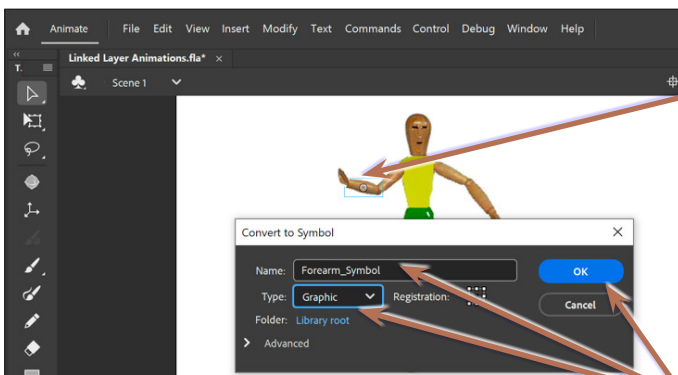 Animate File Edit View Insert Modify Text Commands Control Debug Window Help
Linked Layer Animations.fla* ×
T.
Scene 1
Convert to Symbol
Name: Forearm_Symbol OK
Type: Graphic Registration: Cancel
Folder: Library root
Advanced